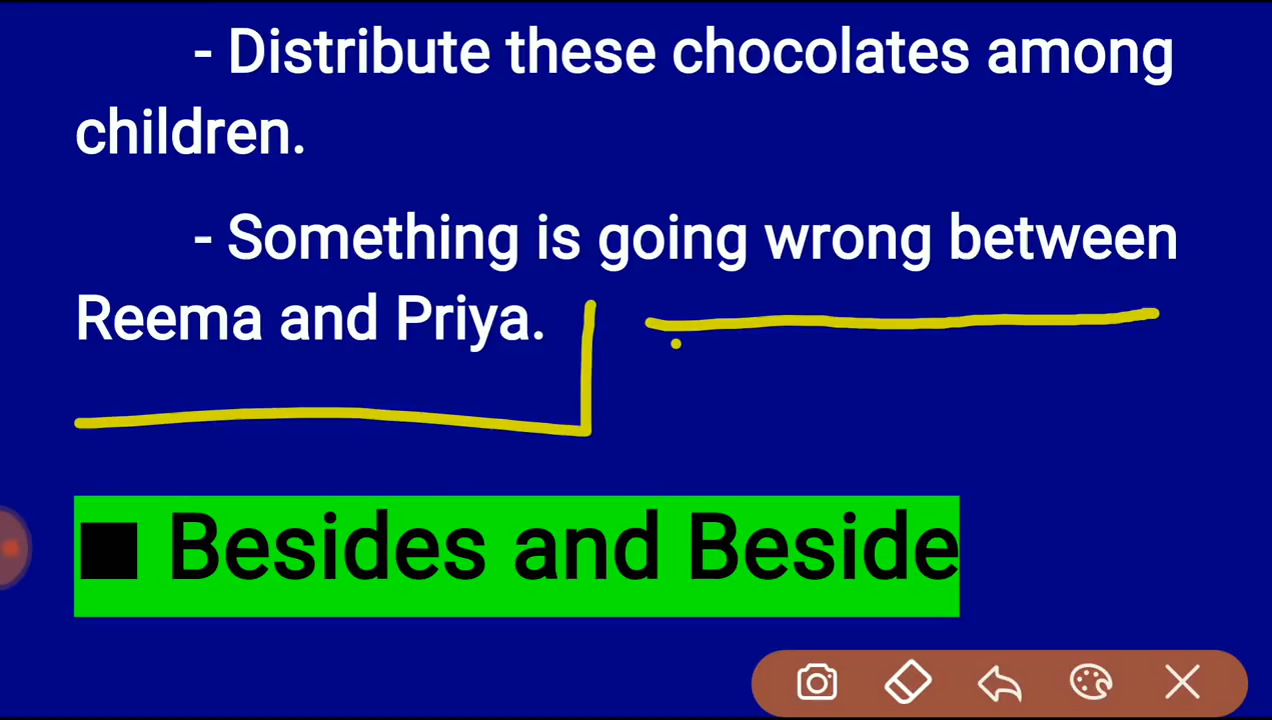 - Distribute these chocolates among
children.
- Something is going wrong between
Reema and Priya.
■ Besides and Beside